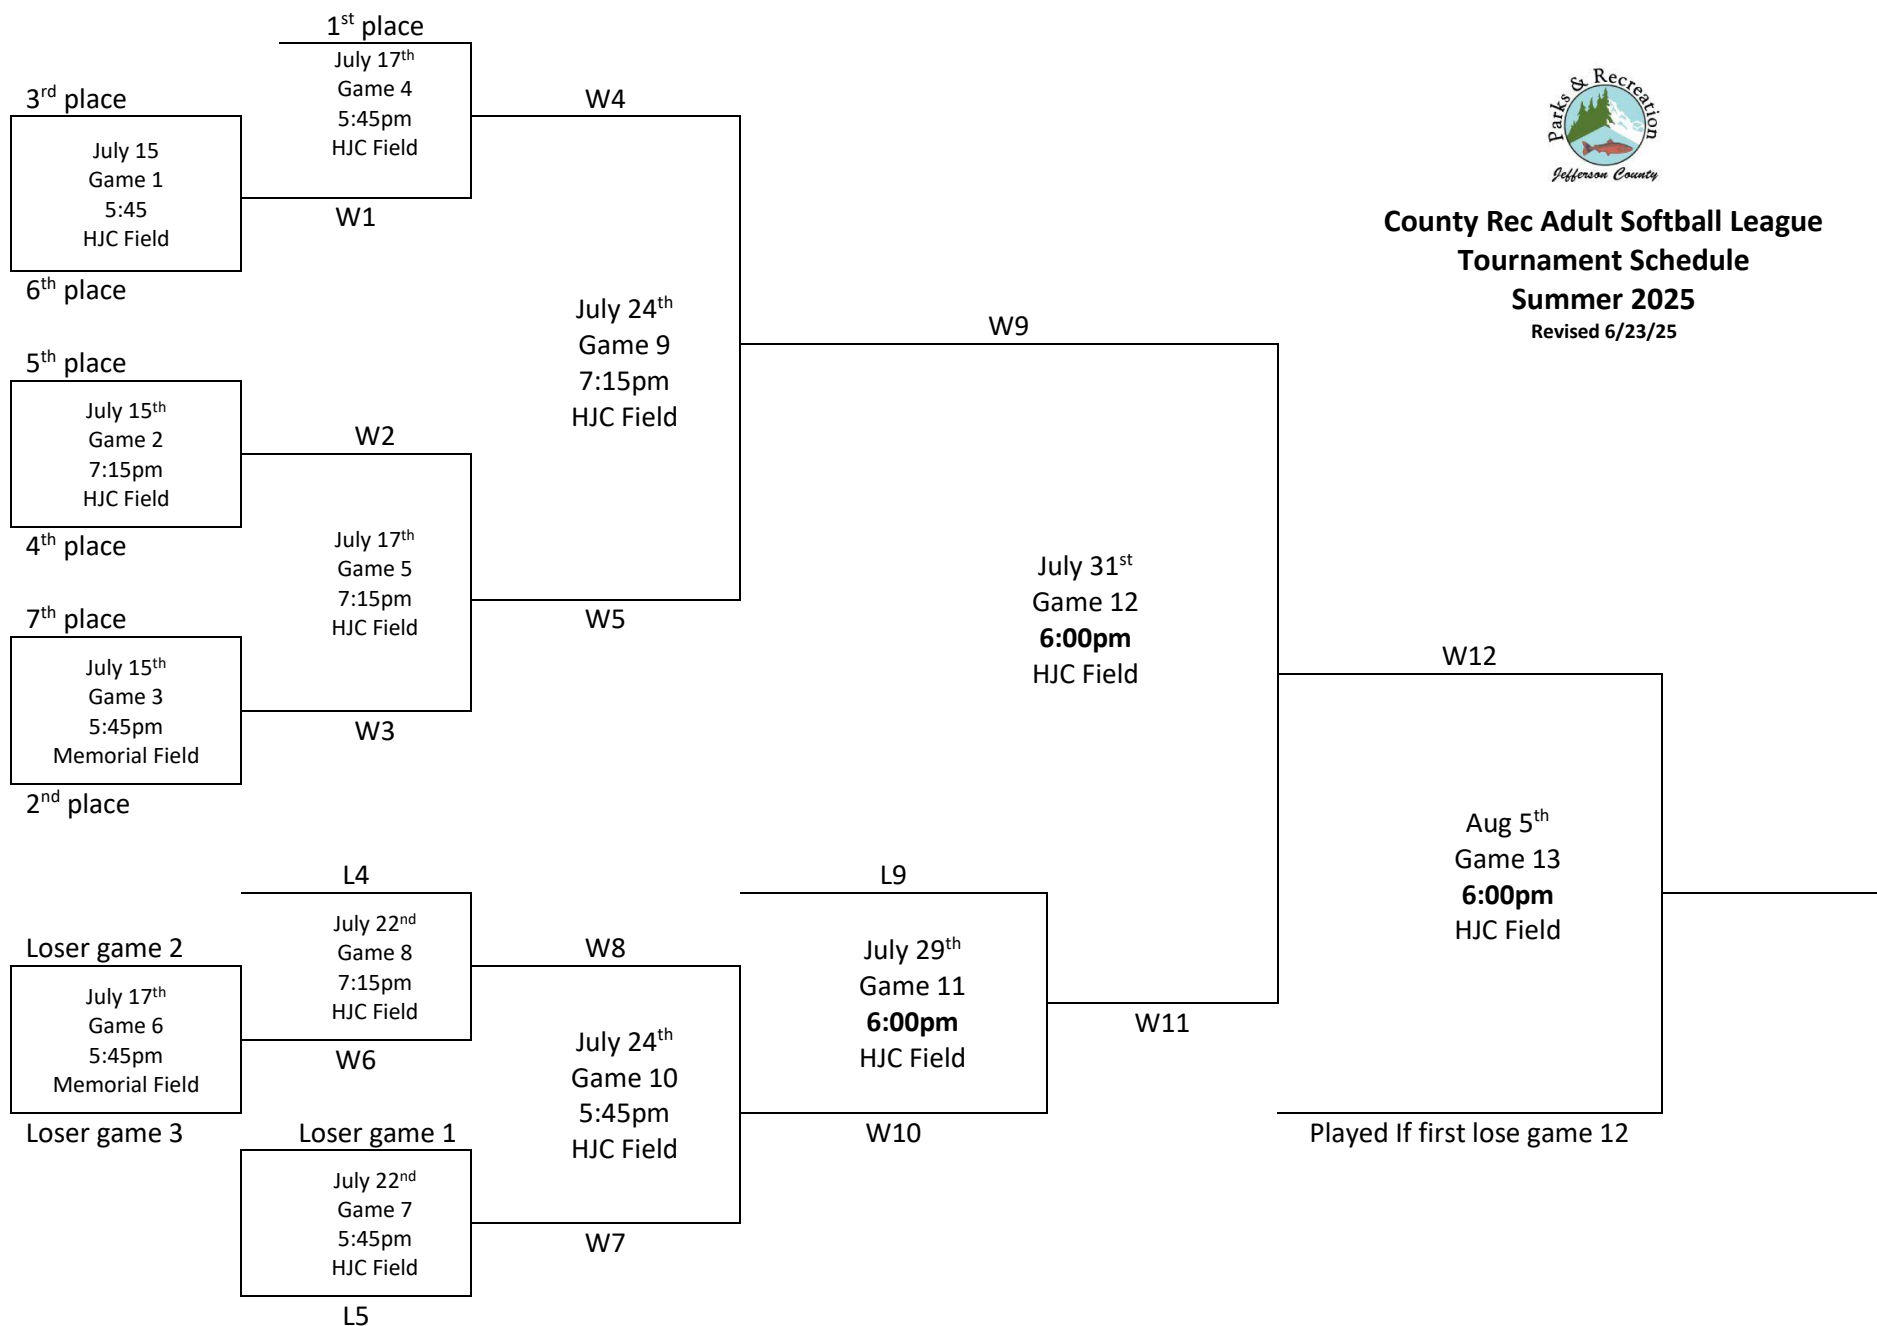 1st place
July 17th
Game 4
5:45pm
HJC Field
3rd place
July 15
Game 1
5:45
HJC Field
6th place
W1
W4
5th place
July 15th
Game 2
7:15pm
HJC Field
4th place
W2
7th place
July 15th
Game 3
5:45pm
Memorial Field
2nd place
W3
July 17th
Game 5
7:15pm
HJC Field
W5
July 24th
Game 9
7:15pm
HJC Field
W9
Parks & Recreation
Jefferson County
County Rec Adult Softball League
Tournament Schedule
Summer 2025
Revised 6/23/25
July 31st
Game 12
6:00pm
HJC Field
W12
L4
July 22nd
Game 8
7:15pm
HJC Field
Loser game 2
July 17th
Game 6
5:45pm
Memorial Field
Loser game 3
W6
W8
Loser game 1
July 22nd
Game 7
5:45pm
HJC Field
L5
W7
July 24th
Game 10
5:45pm
HJC Field
L9
July 29th
Game 11
6:00pm
HJC Field
W10
W11
Aug 5th
Game 13
6:00pm
HJC Field
Played If first lose game 12